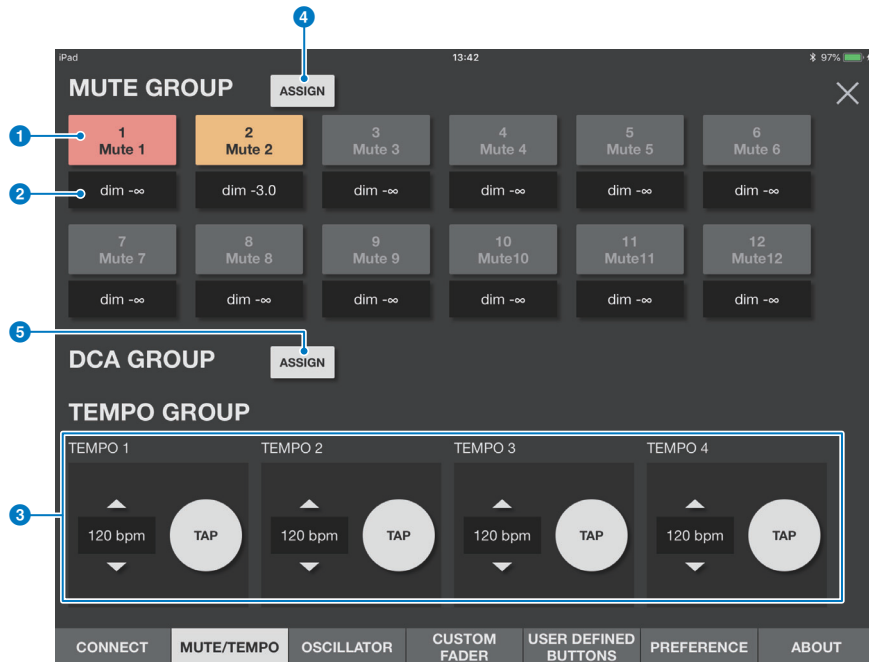 4
iPad 13:42 97%
MUTE GROUP ASSIGN
1 1 2 3 4 5 6
Mute 1 Mute 2 Mute 3 Mute 4 Mute 5 Mute 6
2 dim -∞ dim -3.0 dim -∞ dim -∞ dim -∞ dim -∞
7 8 9 10 11 12
Mute 7 Mute 8 Mute 9 Mute10 Mute11 Mute12
dim -∞ dim -∞ dim -∞ dim -∞ dim -∞ dim -∞
5
DCA GROUP ASSIGN
TEMPO GROUP
TEMPO 1 TEMPO 2 TEMPO 3 TEMPO 4
3 120 bpm TAP 120 bpm TAP 120 bpm TAP 120 bpm TAP
CONNECT MUTE/TEMPO OSCILLATOR CUSTOM FADER USER DEFINED BUTTONS PREFERENCE ABOUT